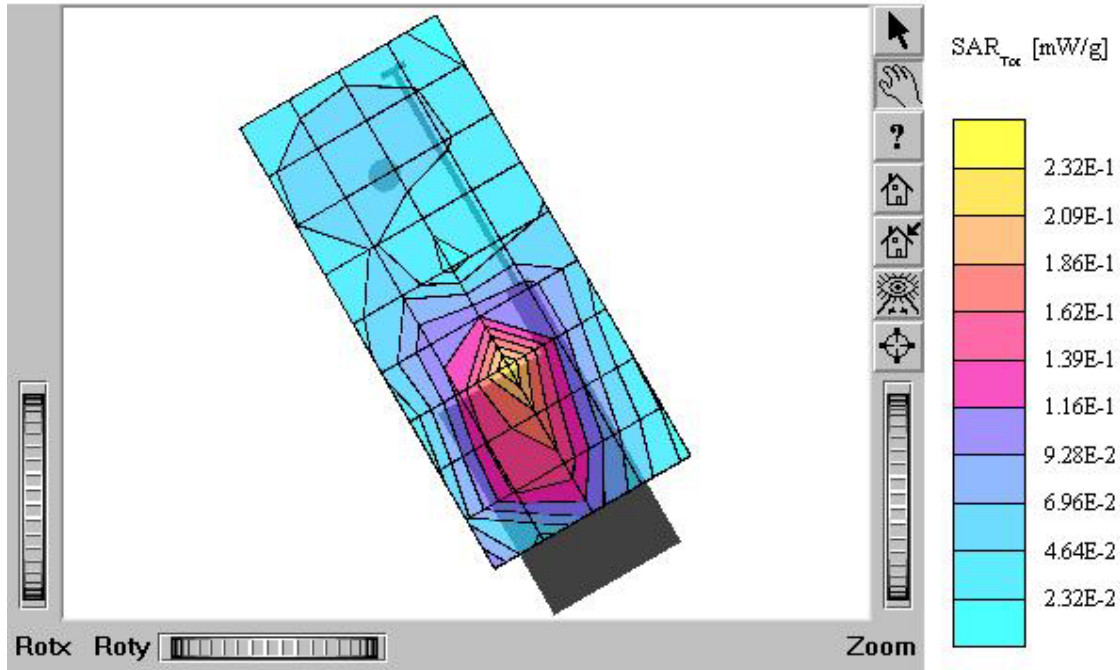 SAR_Tot [mW/g]
?
2.32E-1
2.09E-1
1.86E-1
1.62E-1
1.39E-1
1.16E-1
9.28E-2
6.96E-2
4.64E-2
2.32E-2
Rotx Roty Zoom